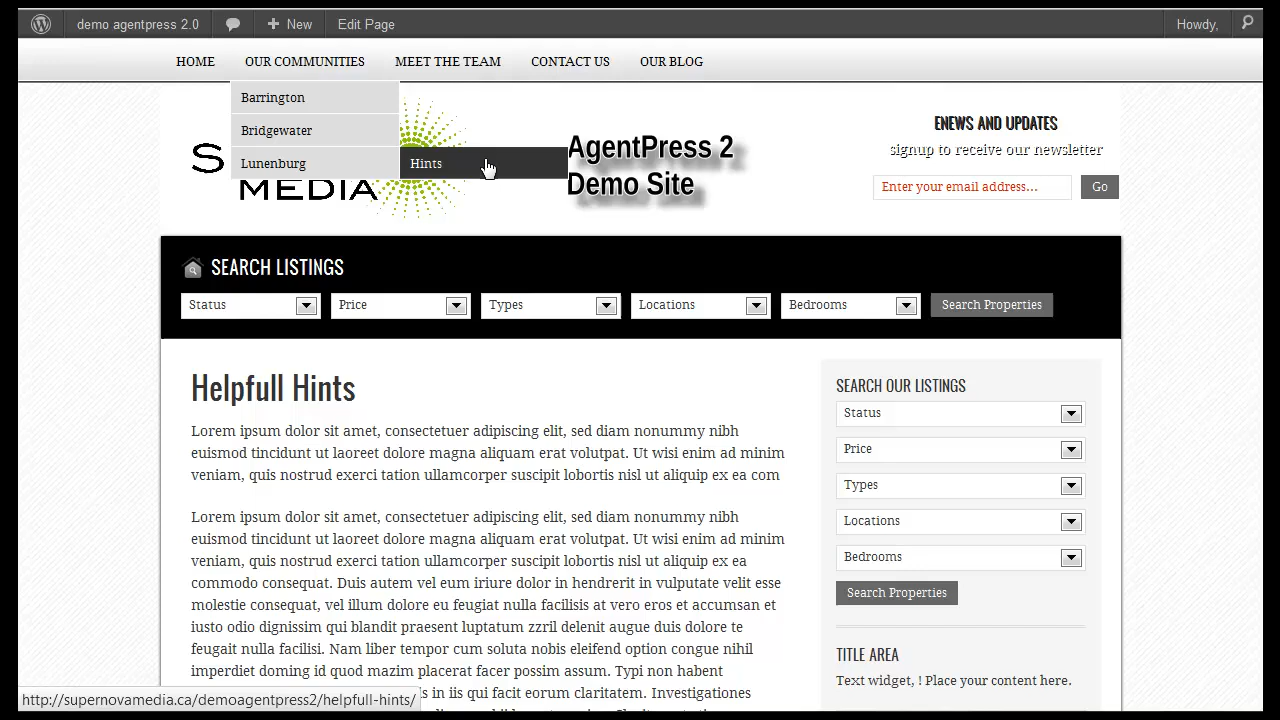 demo agentpress 2.0
New
Edit Page
Howdy,
HOME
OUR COMMUNITIES
MEET THE TEAM
CONTACT US
OUR BLOG
Barrington
Bridgewater
Lunenburg
Hints
S
MEDIA
AgentPress 2
Demo Site
ENEWS AND UPDATES
signup to receive our newsletter
Enter your email address...
Go
SEARCH LISTINGS
Status
Price
Types
Locations
Bedrooms
Search Properties
Helpfull Hints
Lorem ipsum dolor sit amet, consectetuer adipiscing elit, sed diam nonummy nibh
euismod tincidunt ut laoreet dolore magna aliquam erat volutpat. Ut wisi enim ad minim
veniam, quis nostrud exerci tation ullamcorper suscipit lobortis nisl ut aliquip ex ea com
Lorem ipsum dolor sit amet, consectetuer adipiscing elit, sed diam nonummy nibh
euismod tincidunt ut laoreet dolore magna aliquam erat volutpat. Ut wisi enim ad minim
veniam, quis nostrud exerci tation ullamcorper suscipit lobortis nisl ut aliquip ex ea
commodo consequat. Duis autem vel eum iriure dolor in hendrerit in vulputate velit esse
molestie consequat, vel illum dolore eu feugiat nulla facilisis at vero eros et accumsan et
iusto odio dignissim qui blandit praesent luptatum zzril delenit augue duis dolore te
feugait nulla facilisi. Nam liber tempor cum soluta nobis eleifend option congue nihil
imperdiet doming id quod mazim placerat facer possim assum. Typi non habent
is in iis qui facit eorum claritatem. Investigationes
SEARCH OUR LISTINGS
Status
Price
Types
Locations
Bedrooms
Search Properties
TITLE AREA
Text widget, ! Place your content here.
http://supernovamedia.ca/demoagentpress2/helpfull-hints/